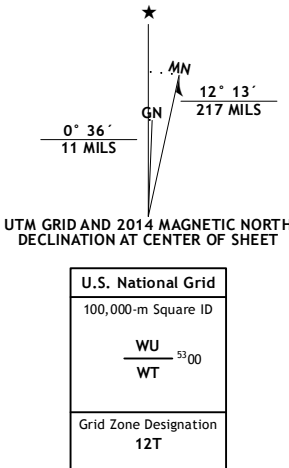 ★
MN
GN
12° 13´
217 MILS
0° 36´
11 MILS
UTM GRID AND 2014 MAGNETIC NORTH
DECLINATION AT CENTER OF SHEET
U.S. National Grid
100,000-m Square ID
WU
5300
WT
Grid Zone Designation
12T